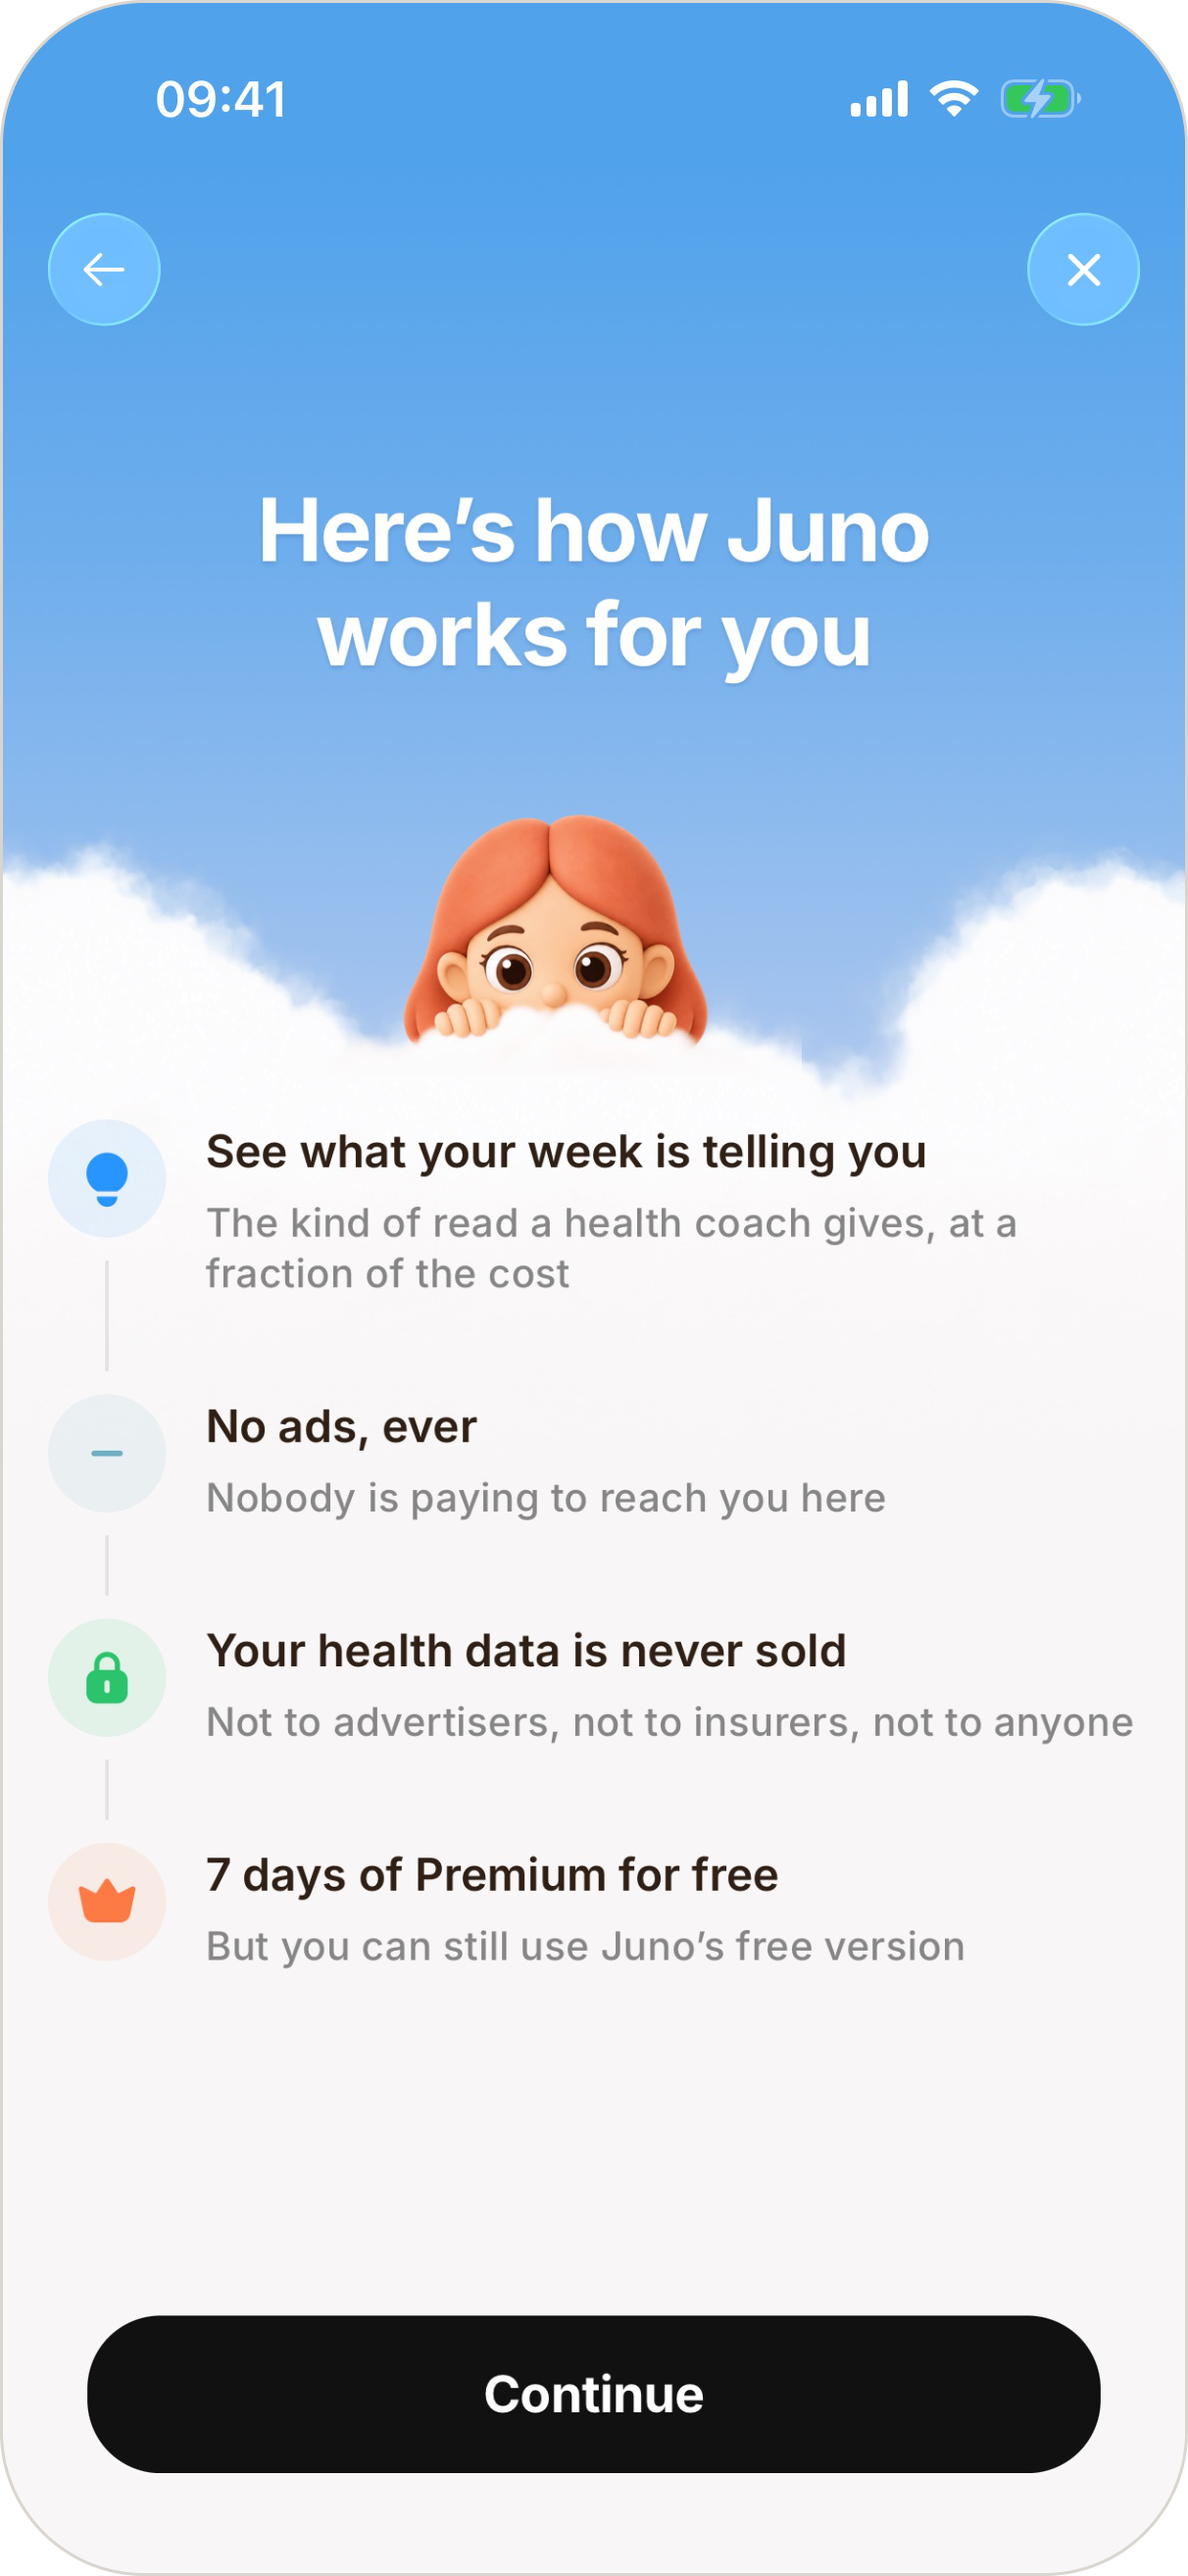 09:41
Here’s how Juno
works for you
See what your week is telling you
The kind of read a health coach gives, at a
fraction of the cost
No ads, ever
Nobody is paying to reach you here
Your health data is never sold
Not to advertisers, not to insurers, not to anyone
7 days of Premium for free
But you can still use Juno’s free version
Continue